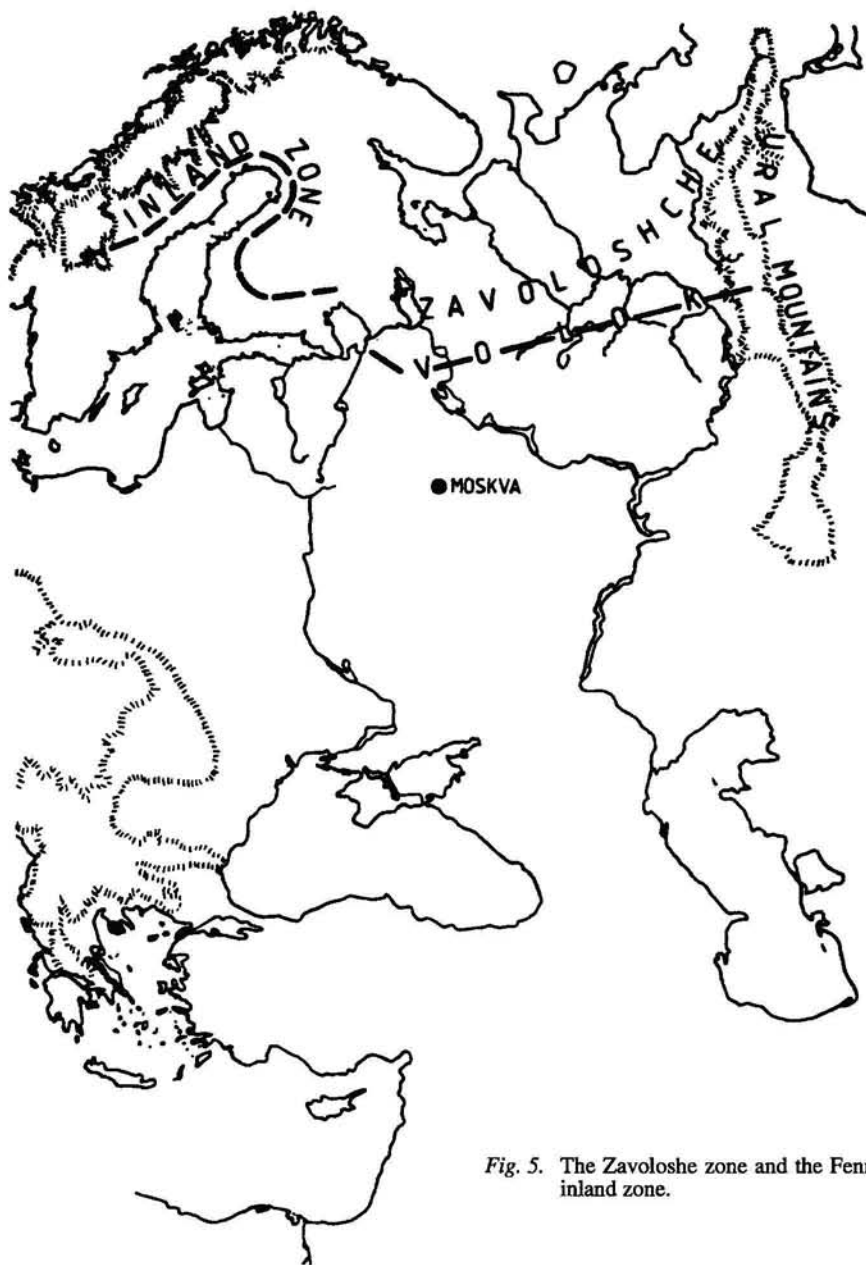 INLAND ZONE
ZAVOLOSHCHE
VOLOK
URAL MOUNTAINS
MOSKVA
Fig. 5. The Zavoloshe zone and the Fenn
inland zone.